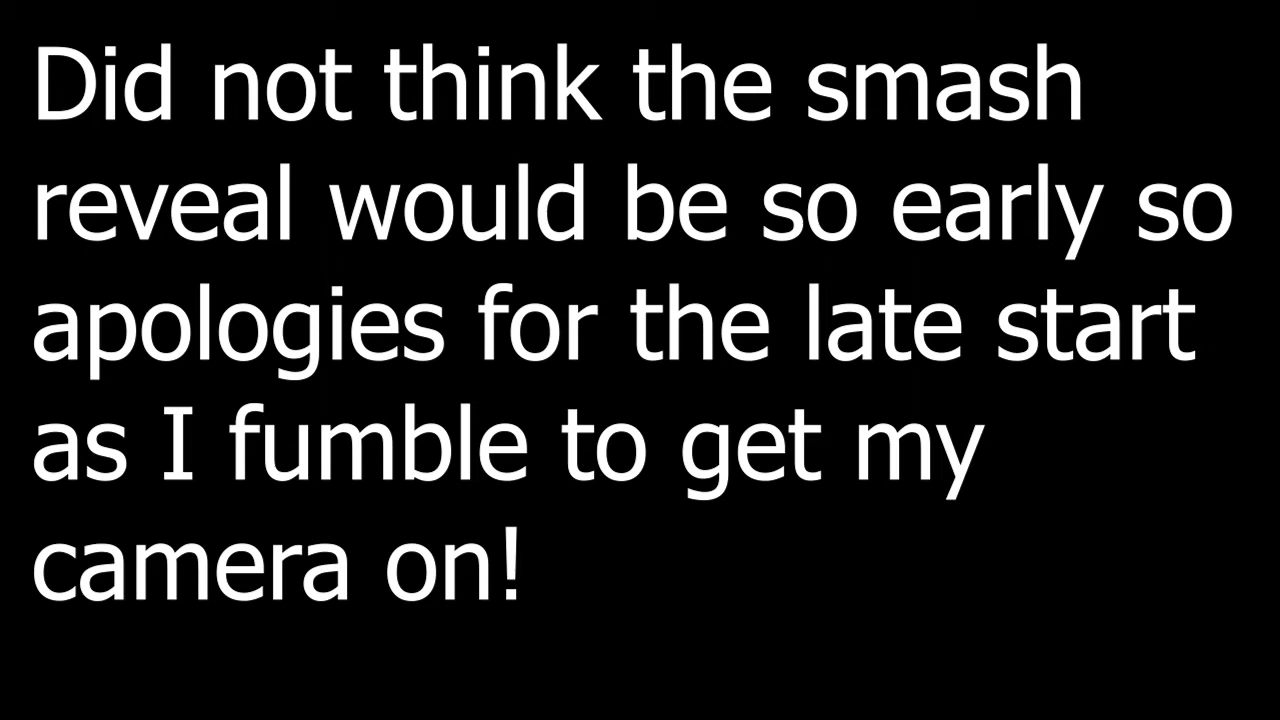 Did not think the smash
reveal would be so early so
apologies for the late start
as I fumble to get my
camera on!